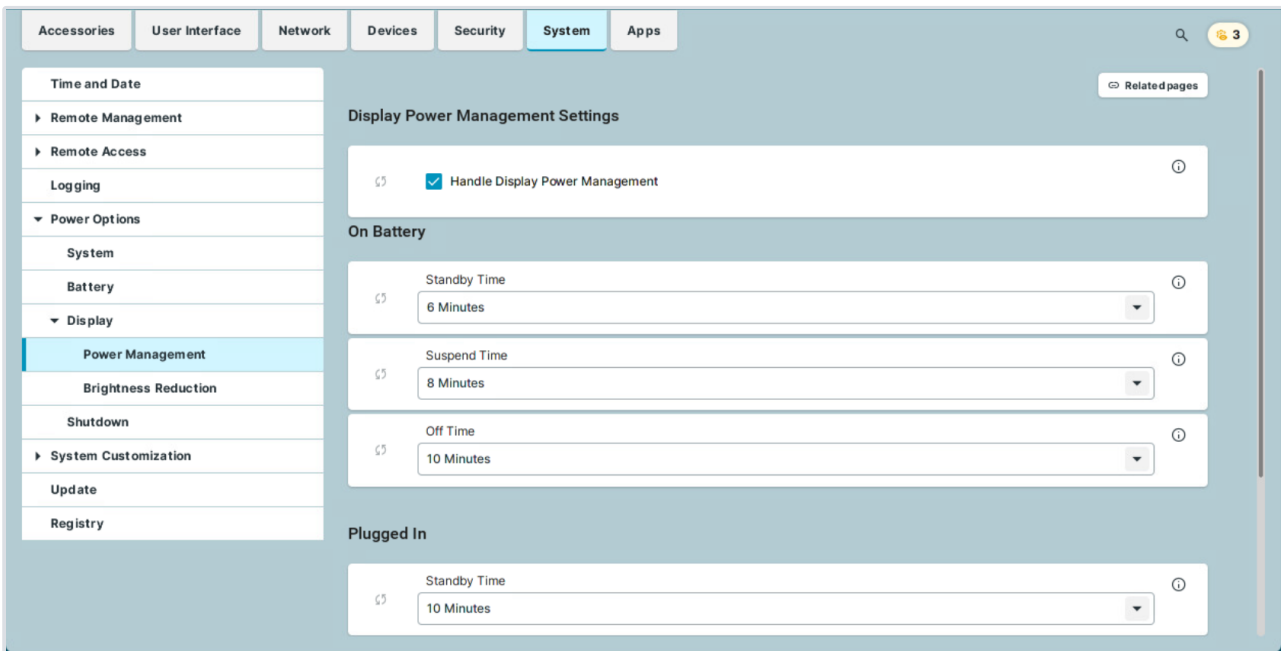 Accessories
User Interface
Network
Devices
Security
System
Apps
3
Time and Date
Remote Management
Remote Access
Logging
Power Options
System
Battery
Display
Power Management
Brightness Reduction
Shutdown
System Customization
Update
Registry
Related pages
Display Power Management Settings
Handle Display Power Management
On Battery
Standby Time
6 Minutes
Suspend Time
8 Minutes
Off Time
10 Minutes
Plugged In
Standby Time
10 Minutes